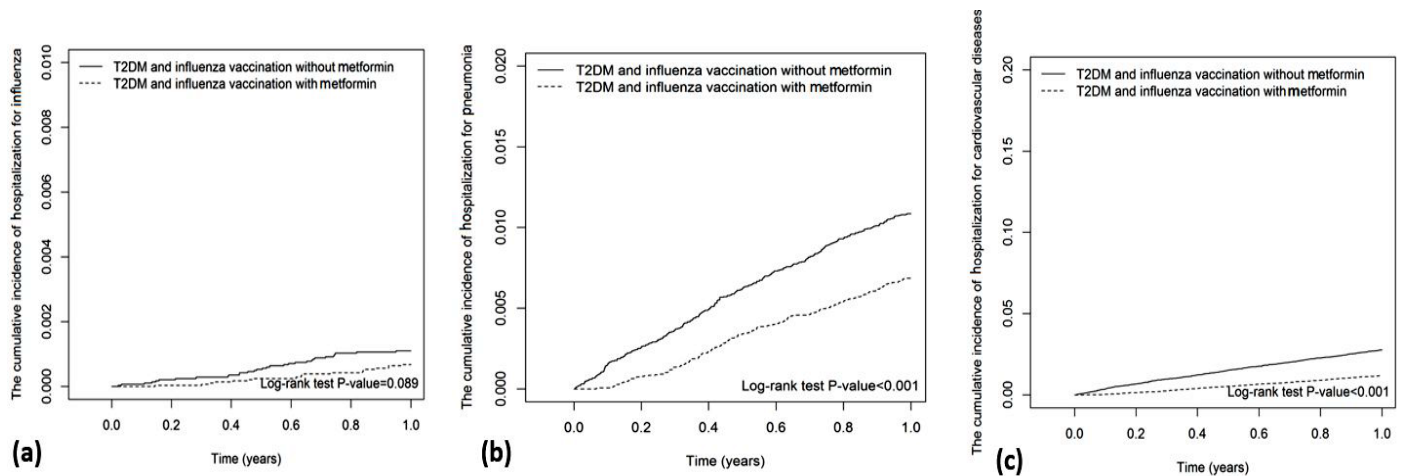 The cumulative incidence of hospitalization for influenza
0.010
0.008
0.006
0.004
0.002
0.000
T2DM and influenza vaccination without metformin
T2DM and influenza vaccination with metformin
Log-rank test P-value=0.089
0.0 0.2 0.4 0.6 0.8 1.0
Time (years)
(a)
The cumulative incidence of hospitalization for pneumonia
0.020
0.015
0.010
0.005
0.000
T2DM and influenza vaccination without metformin
T2DM and influenza vaccination with metformin
Log-rank test P-value<0.001
0.0 0.2 0.4 0.6 0.8 1.0
Time (years)
(b)
The cumulative incidence of hospitalization for cardiovascular diseases
0.20
0.15
0.10
0.05
0.00
T2DM and influenza vaccination without metformin
T2DM and influenza vaccination with metformin
Log-rank test P-value<0.001
0.0 0.2 0.4 0.6 0.8 1.0
Time (years)
(c)